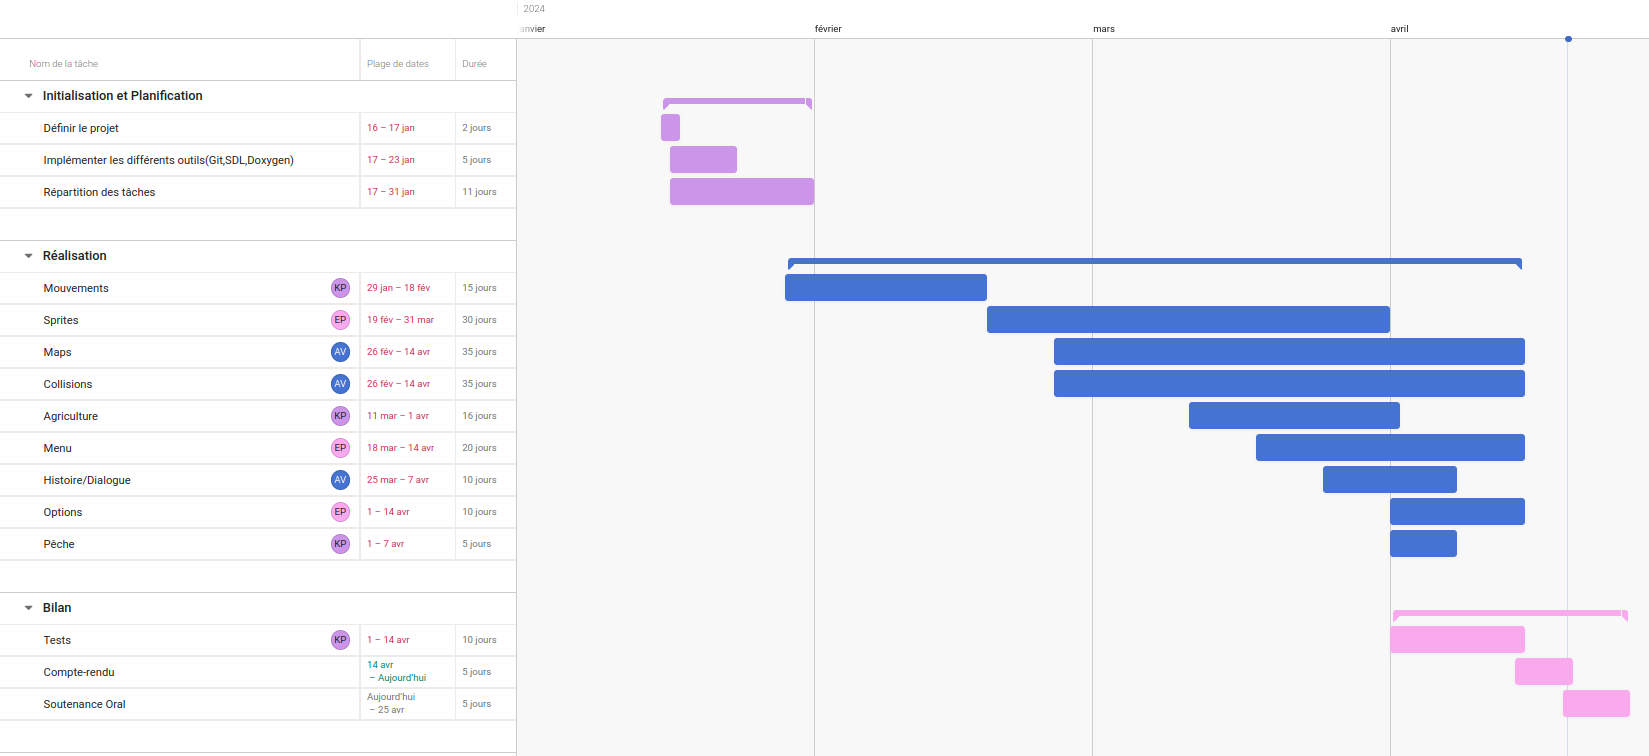 2024
anvier février mars avril
Nom de la tâche Plage de dates Durée
Initialisation et Planification
Définir le projet 16 – 17 jan 2 jours
Implémenter les différents outils(Git,SDL,Doxygen) 17 – 23 jan 5 jours
Répartition des tâches 17 – 31 jan 11 jours
Réalisation
Mouvements KP 29 jan – 18 fév 15 jours
Sprites EP 19 fév – 31 mar 30 jours
Maps AV 26 fév – 14 avr 35 jours
Collisions AV 26 fév – 14 avr 35 jours
Agriculture KP 11 mar – 1 avr 16 jours
Menu EP 18 mar – 14 avr 20 jours
Histoire/Dialogue AV 25 mar – 7 avr 10 jours
Options EP 1 – 14 avr 10 jours
Pêche KP 1 – 7 avr 5 jours
Bilan
Tests KP 1 – 14 avr 10 jours
Compte-rendu 14 avr – Aujourd'hui 5 jours
Soutenance Oral Aujourd'hui – 25 avr 5 jours